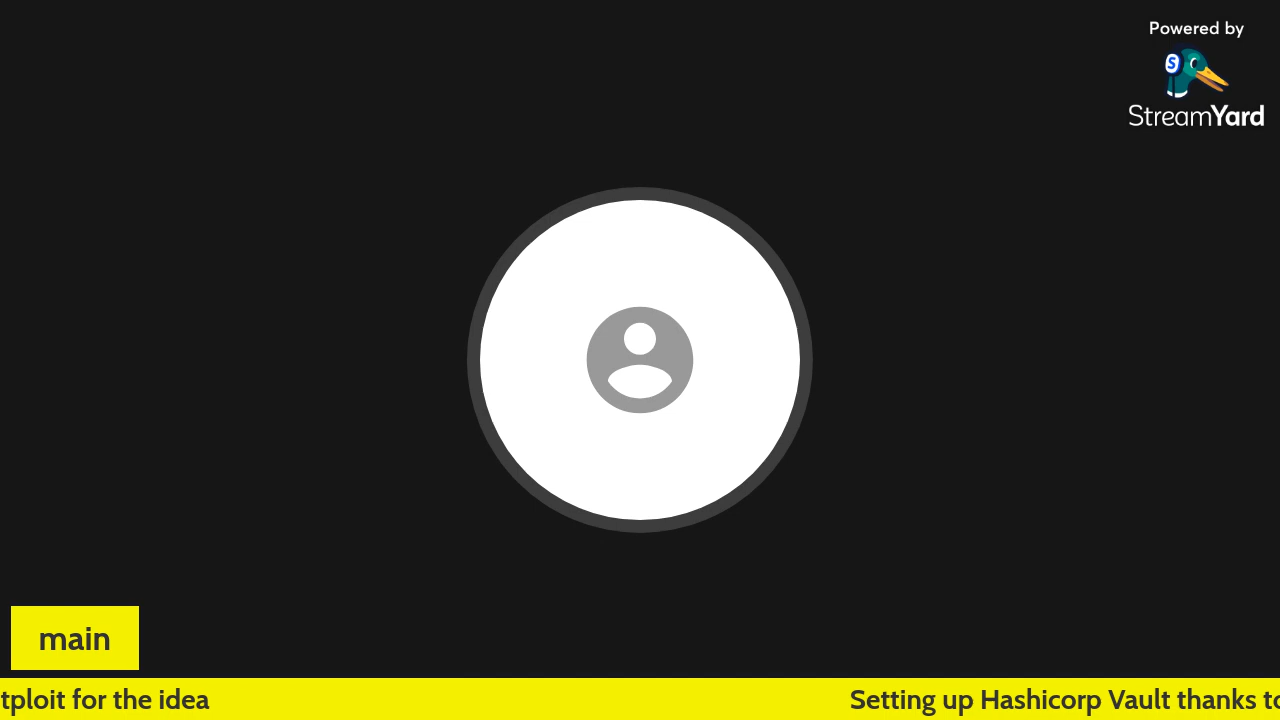 Powered by
StreamYard
main
tploit for the idea
Setting up Hashicorp Vault thanks to